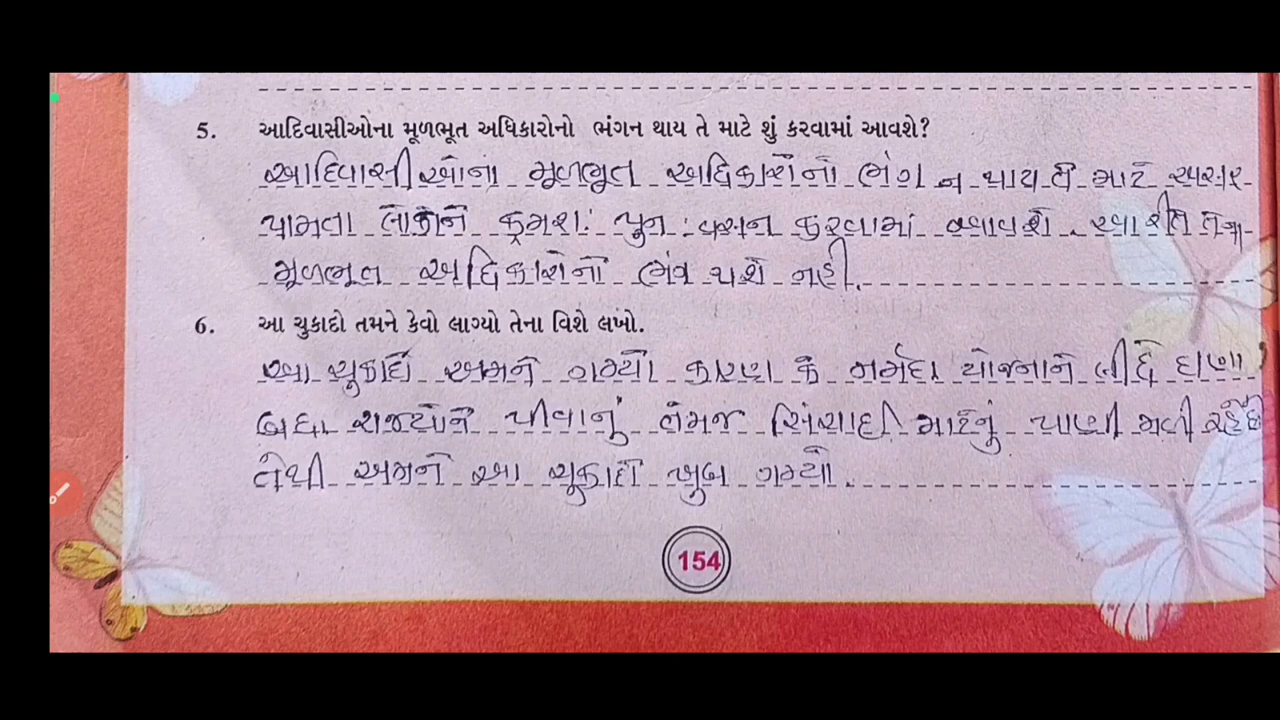 5. આદિવાસીઓના મૂળભૂત અધિકારોનો ભંગન થાય તે માટે શું કરવામાં આવશે?
આદિવાસીઓના મૂળભૂત અધિકારોનો ભંગ ન થાય તે માટે અસર
પામતા લોકોને ક્રમશ: પુન: વસન કરવામાં આવશે. આ રીતે તેના
મૂળભૂત અધિકારોનો ભંવ થશે નહી.
6. આ ચુકાદો તમને કેવો લાગ્યો તેના વિશે લખો.
આ ચુકાદો અમને ગમ્યો કારણ કે નર્મદા યોજનાને લીધે ઘણા
બધા રાજ્યોને પીવાનું તેમજ સિંચાઈ માટેનું પાણી મળી રહે છે
તેથી અમને આ ચૂકાદો ખુબ ગમ્યો.
154